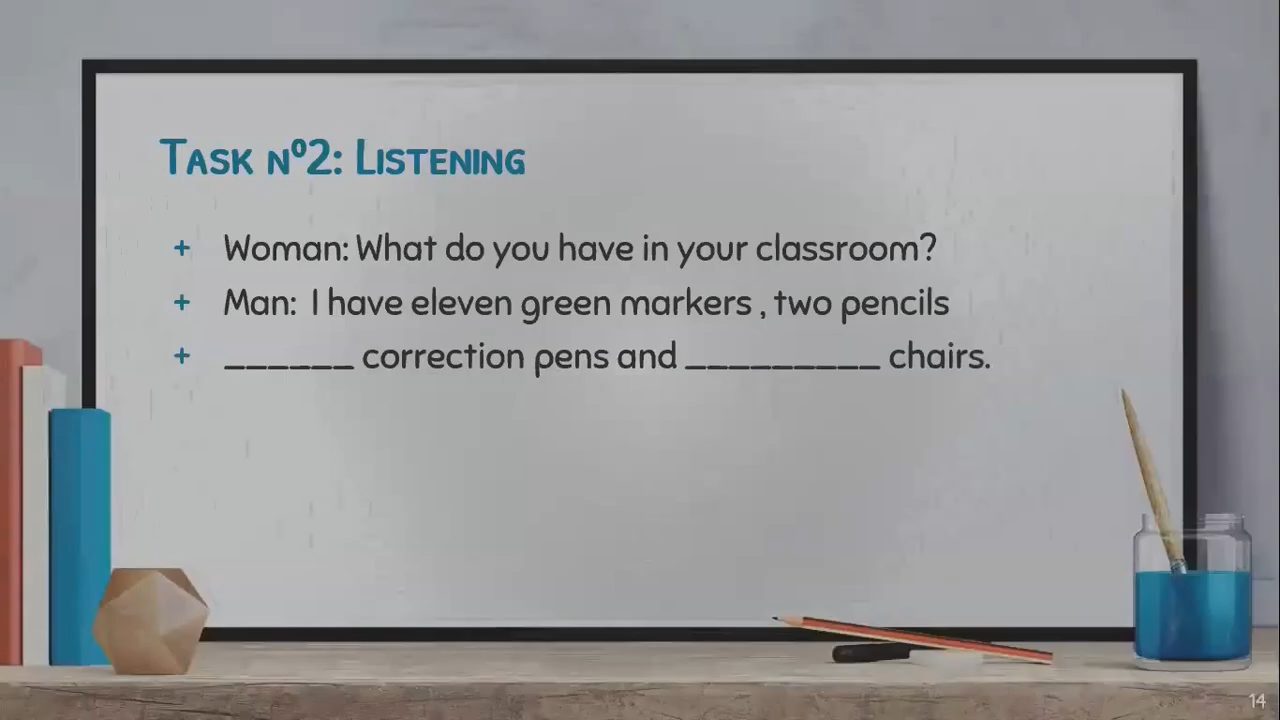 Task nº2: Listening
+ Woman: What do you have in your classroom?
+ Man: I have eleven green markers , two pencils
+ ______ correction pens and _________ chairs.
14